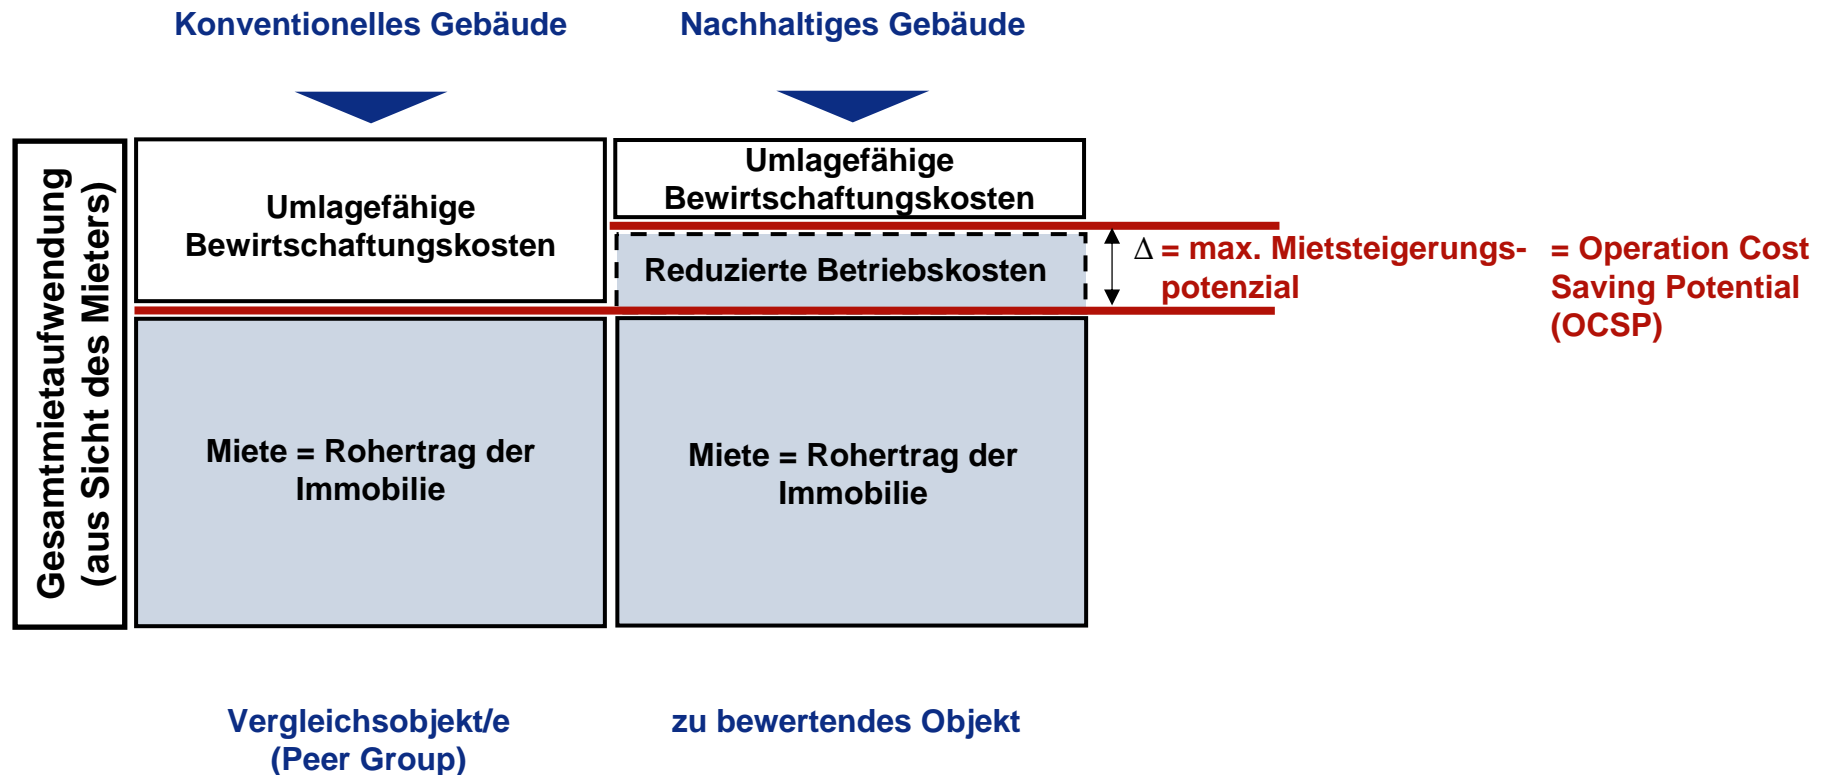 Konventionelles Gebäude
Nachhaltiges Gebäude
Gesamtmietaufwendung
(aus Sicht des Mieters)
Umlagefähige
Bewirtschaftungskosten
Umlagefähige
Bewirtschaftungskosten
Reduzierte Betriebskosten
Δ = max. Mietsteigerungs-
potenzial
= Operation Cost
Saving Potential
(OCSP)
Miete = Rohertrag der
Immobilie
Miete = Rohertrag der
Immobilie
Vergleichsobjekt/e
(Peer Group)
zu bewertendes Objekt